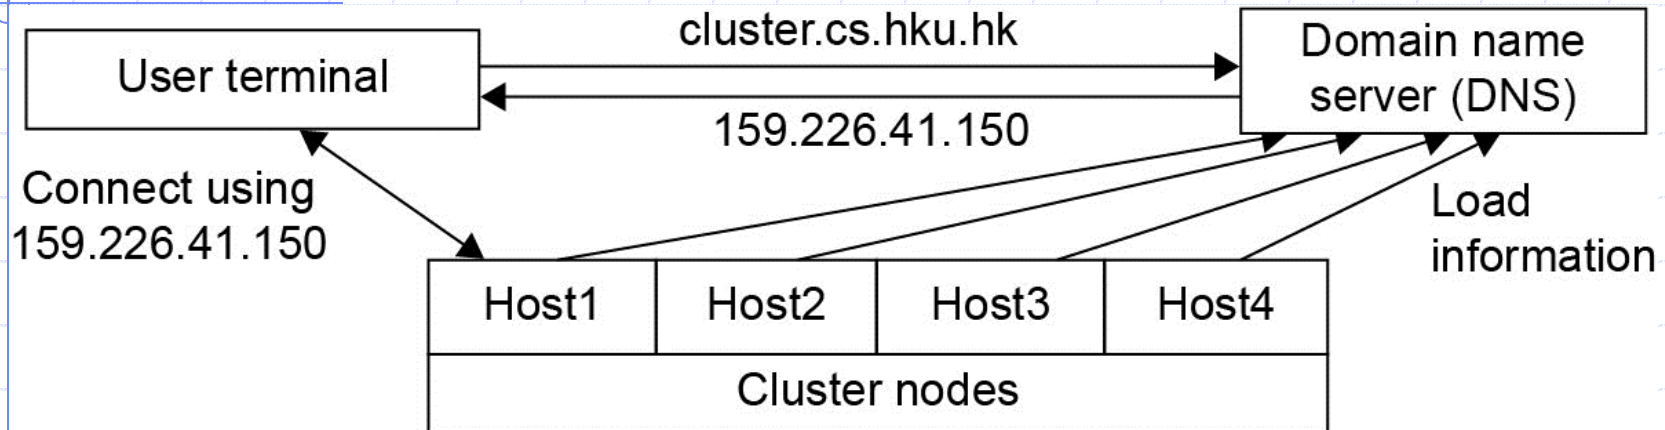 cluster.cs.hku.hk
User terminal
Domain name
server (DNS)
159.226.41.150
Connect using
159.226.41.150
Load
information
Host1
Host2
Host3
Host4
Cluster nodes